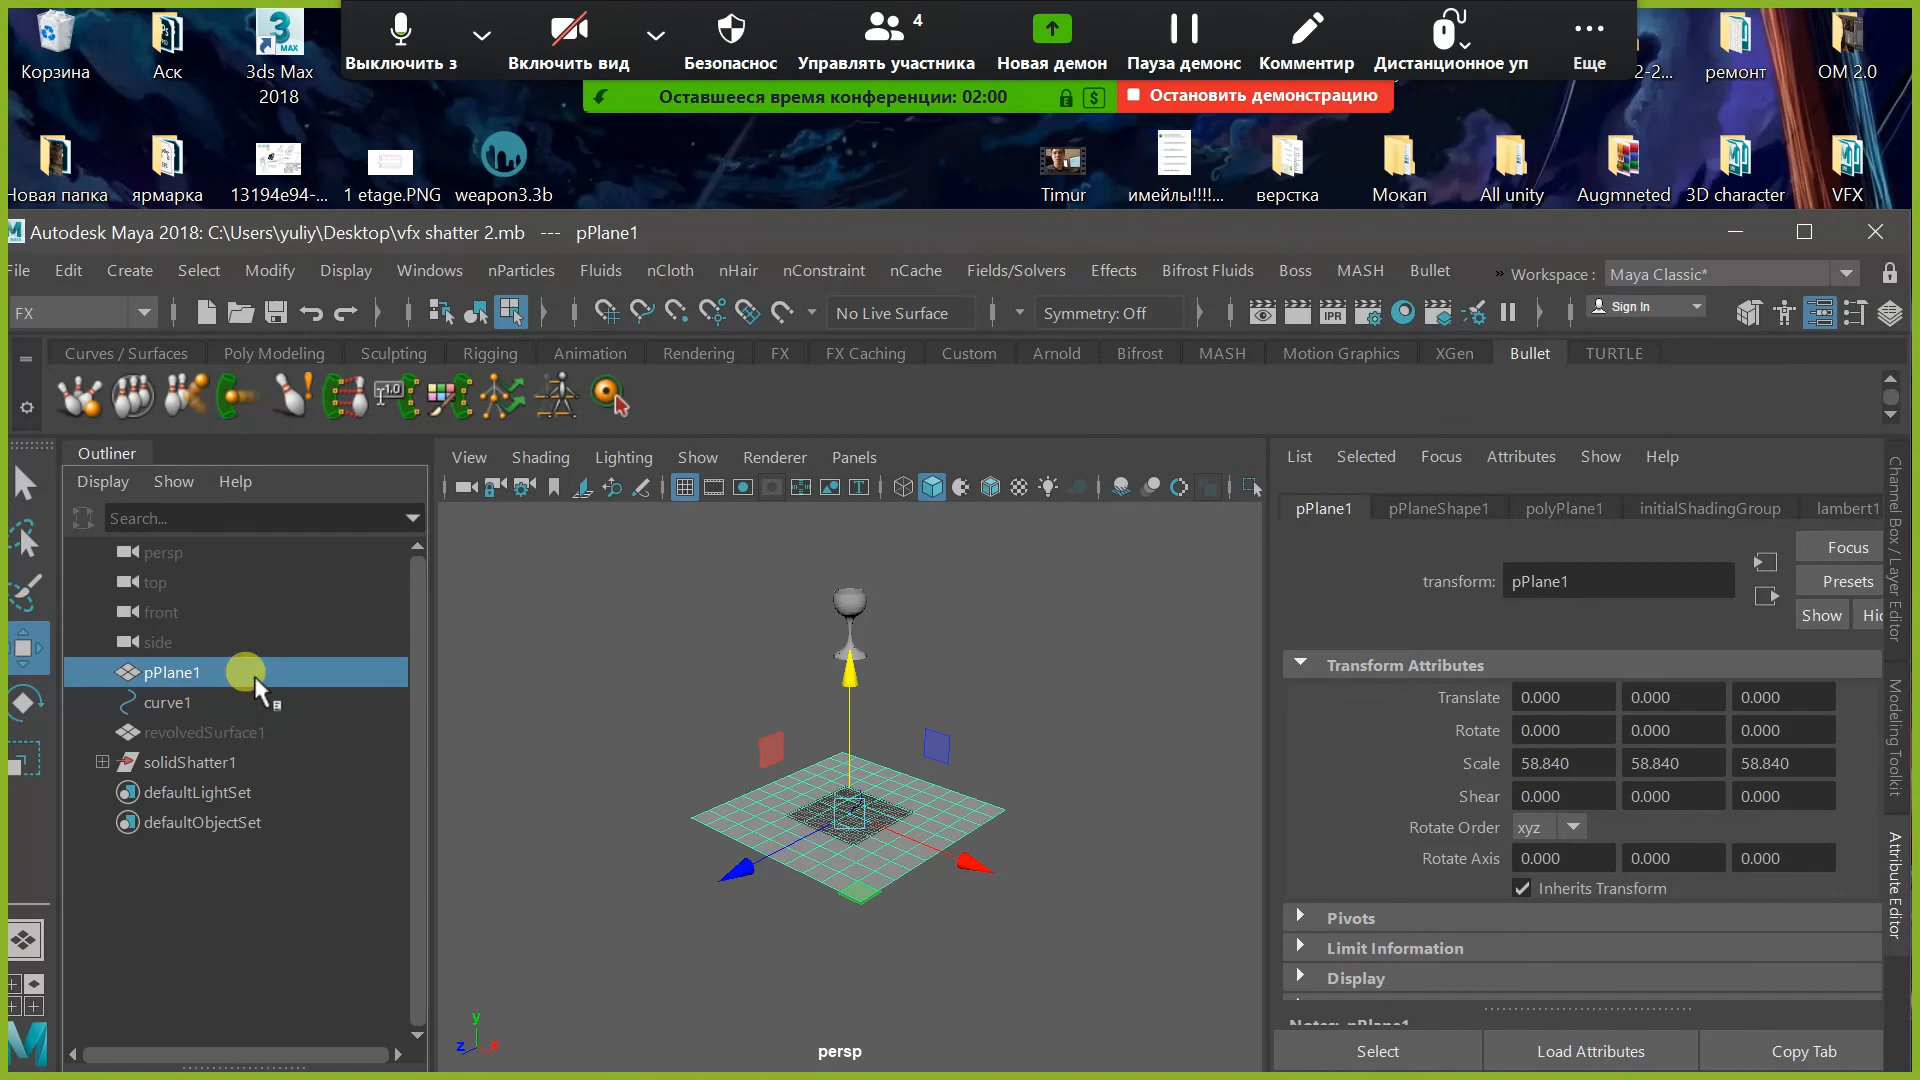 Выключить з
Включить вид
Безопаснос
4
Управлять участника
Новая демон
Пауза демонс
Комментир
Дистанционное уп
Еще
Оставшееся время конференции: 02:00
Остановить демонстрацию
Корзина
Аск
3ds Max
2018
2-2...
ремонт
OM 2.0
Новая папка
ярмарка
13194e94-...
1 etage.PNG
weapon3.3b
Timur
имейлы!!!!...
верстка
Мокап
All unity
Augmneted
3D character
VFX
Autodesk Maya 2018: C:\Users\yuliy\Desktop\vfx shatter 2.mb --- pPlane1
File Edit Create Select Modify Display Windows nParticles Fluids nCloth nHair nConstraint nCache Fields/Solvers Effects Bifrost Fluids Boss MASH Bullet » Workspace : Maya Classic*
FX
No Live Surface
Symmetry: Off
IPR
Sign In
Curves / Surfaces Poly Modeling Sculpting Rigging Animation Rendering FX FX Caching Custom Arnold Bifrost MASH Motion Graphics XGen Bullet TURTLE
Outliner
Display Show Help
Search...
persp
top
front
side
pPlane1
curve1
revolvedSurface1
solidShatter1
defaultLightSet
defaultObjectSet
View Shading Lighting Show Renderer Panels
y
z x
persp
List Selected Focus Attributes Show Help
pPlane1 pPlaneShape1 polyPlane1 initialShadingGroup lambert1
transform: pPlane1
Focus
Presets
Show Hid
Transform Attributes
Translate 0.000 0.000 0.000
Rotate 0.000 0.000 0.000
Scale 58.840 58.840 58.840
Shear 0.000 0.000 0.000
Rotate Order xyz
Rotate Axis 0.000 0.000 0.000
Inherits Transform
Pivots
Limit Information
Display
Notes: pPlane1
Select Load Attributes Copy Tab
Channel Box / Layer Editor
Modeling Toolkit
Attribute Editor